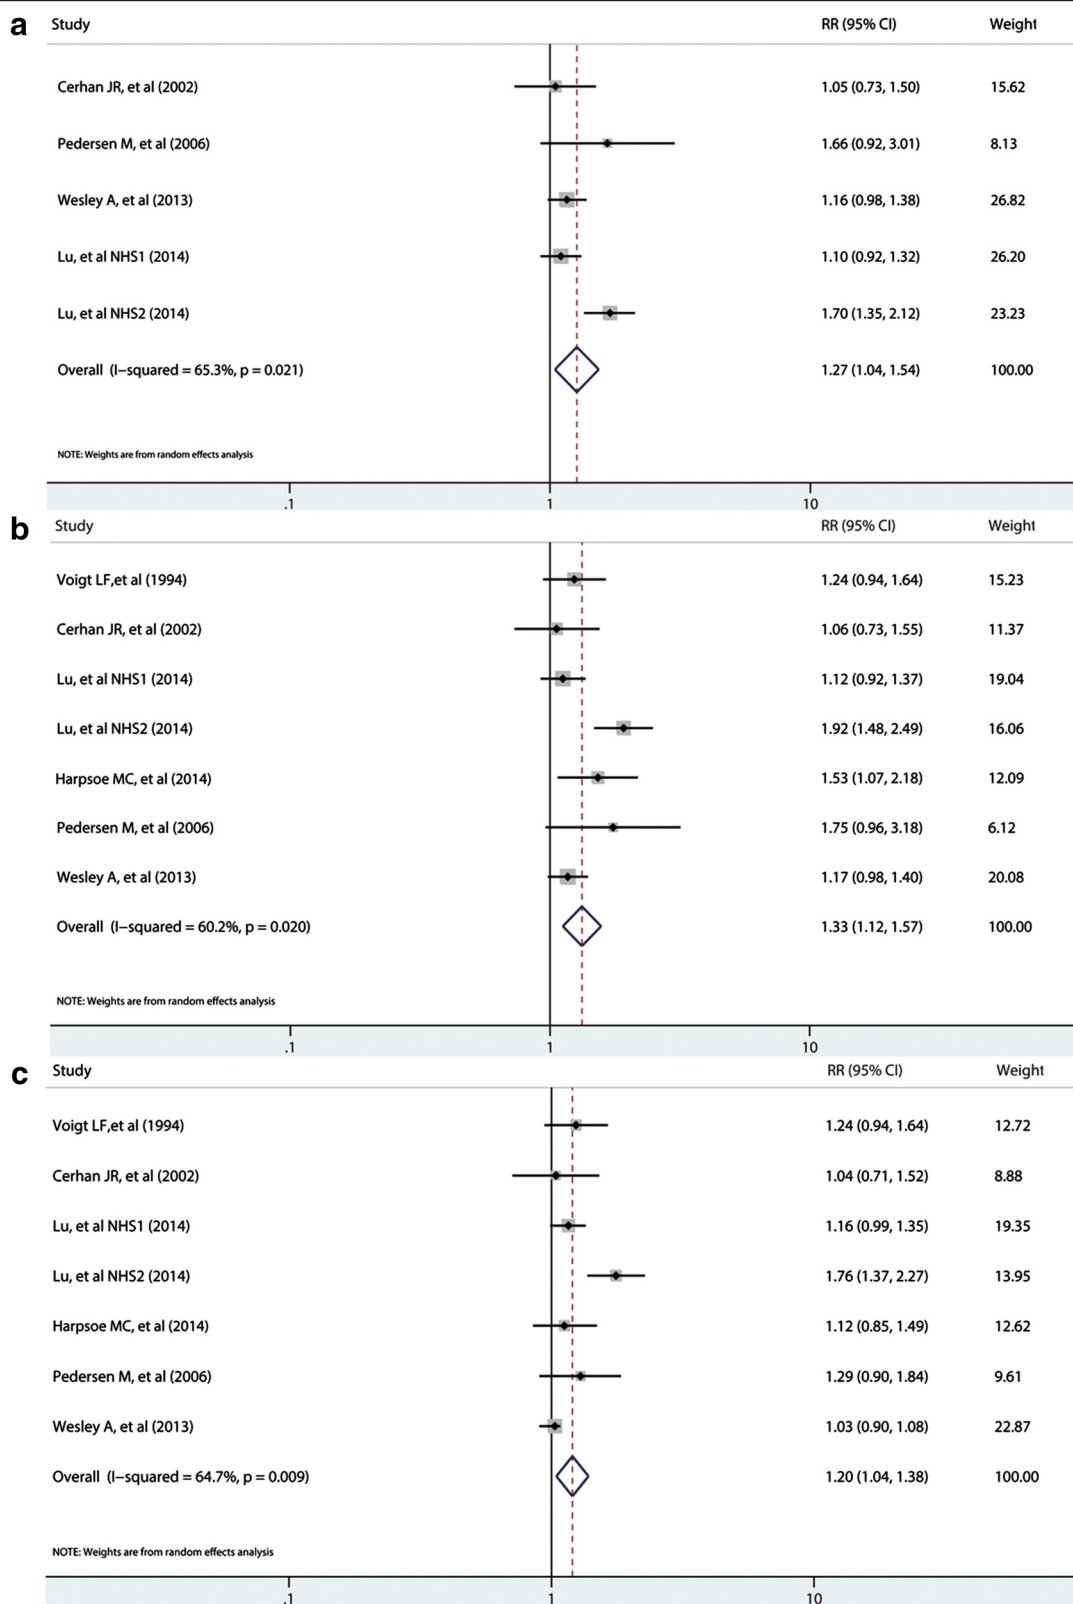 a
Study RR (95% CI) Weight
Cerhan JR, et al (2002) 1.05 (0.73, 1.50) 15.62
Pedersen M, et al (2006) 1.66 (0.92, 3.01) 8.13
Wesley A, et al (2013) 1.16 (0.98, 1.38) 26.82
Lu, et al NHS1 (2014) 1.10 (0.92, 1.32) 26.20
Lu, et al NHS2 (2014) 1.70 (1.35, 2.12) 23.23
Overall (I−squared = 65.3%, p = 0.021) 1.27 (1.04, 1.54) 100.00
NOTE: Weights are from random effects analysis
.1 1 10
b
Study RR (95% CI) Weight
Voigt LF,et al (1994) 1.24 (0.94, 1.64) 15.23
Cerhan JR, et al (2002) 1.06 (0.73, 1.55) 11.37
Lu, et al NHS1 (2014) 1.12 (0.92, 1.37) 19.04
Lu, et al NHS2 (2014) 1.92 (1.48, 2.49) 16.06
Harpsoe MC, et al (2014) 1.53 (1.07, 2.18) 12.09
Pedersen M, et al (2006) 1.75 (0.96, 3.18) 6.12
Wesley A, et al (2013) 1.17 (0.98, 1.40) 20.08
Overall (I−squared = 60.2%, p = 0.020) 1.33 (1.12, 1.57) 100.00
NOTE: Weights are from random effects analysis
.1 1 10
c
Study RR (95% CI) Weight
Voigt LF,et al (1994) 1.24 (0.94, 1.64) 12.72
Cerhan JR, et al (2002) 1.04 (0.71, 1.52) 8.88
Lu, et al NHS1 (2014) 1.16 (0.99, 1.35) 19.35
Lu, et al NHS2 (2014) 1.76 (1.37, 2.27) 13.95
Harpsoe MC, et al (2014) 1.12 (0.85, 1.49) 12.62
Pedersen M, et al (2006) 1.29 (0.90, 1.84) 9.61
Wesley A, et al (2013) 1.03 (0.90, 1.08) 22.87
Overall (I−squared = 64.7%, p = 0.009) 1.20 (1.04, 1.38) 100.00
NOTE: Weights are from random effects analysis
.1 1 10